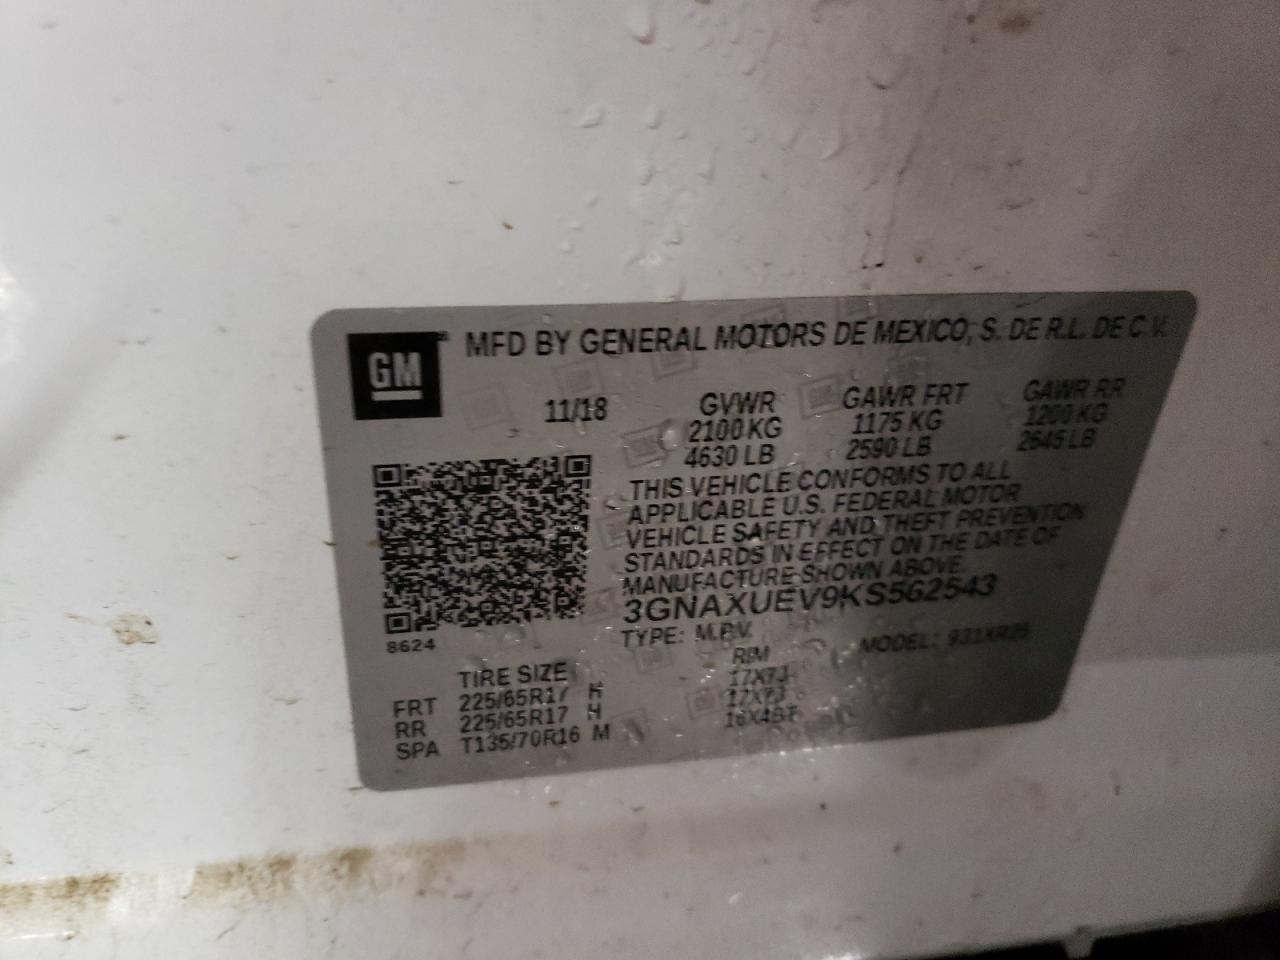 GM
MFD BY GENERAL MOTORS DE MEXICO, S. DE R.L. DE C.V.
11/18 GVWR GAWR FRT GAWR RR
2100 KG 1175 KG 1200 KG
4630 LB 2590 LB 2645 LB
THIS VEHICLE CONFORMS TO ALL
APPLICABLE U.S. FEDERAL MOTOR
VEHICLE SAFETY AND THEFT PREVENTION
STANDARDS IN EFFECT ON THE DATE OF
MANUFACTURE SHOWN ABOVE.
3GNAXUEV9KS562543
8624
TYPE: M.P.V. MODEL:
TIRE SIZE RIM
FRT 225/65R17 H 17X7J
RR 225/65R17 H 17X7J
SPA T135/70R16 M